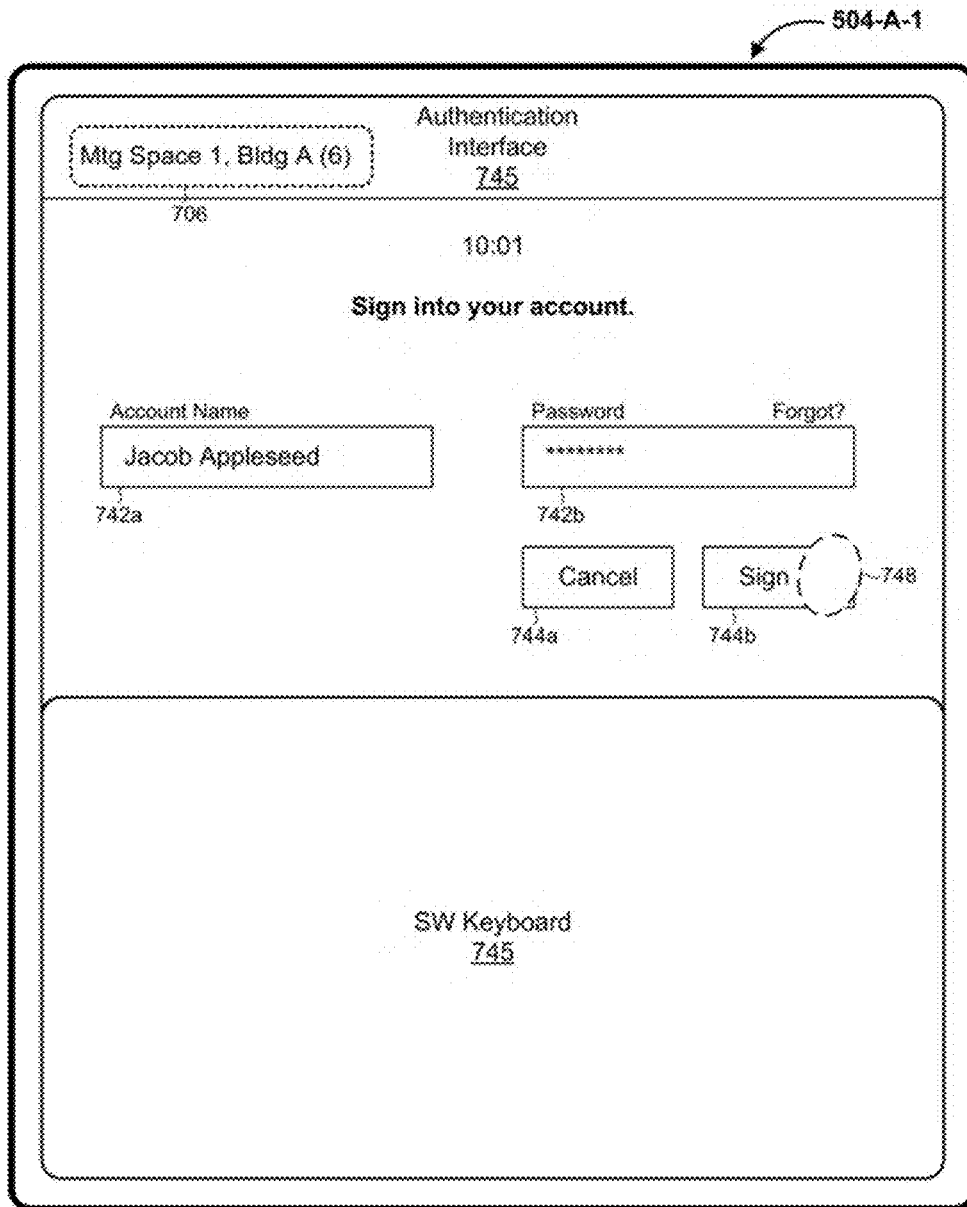 504-A-1
Authentication
Interface
745
Mtg Space 1, Bldg A (6)
706
10:01
Sign into your account.
Account Name
Password Forgot?
Jacob Appleseed
********
742a
742b
Cancel
Sign
748
744a
744b
SW Keyboard
745